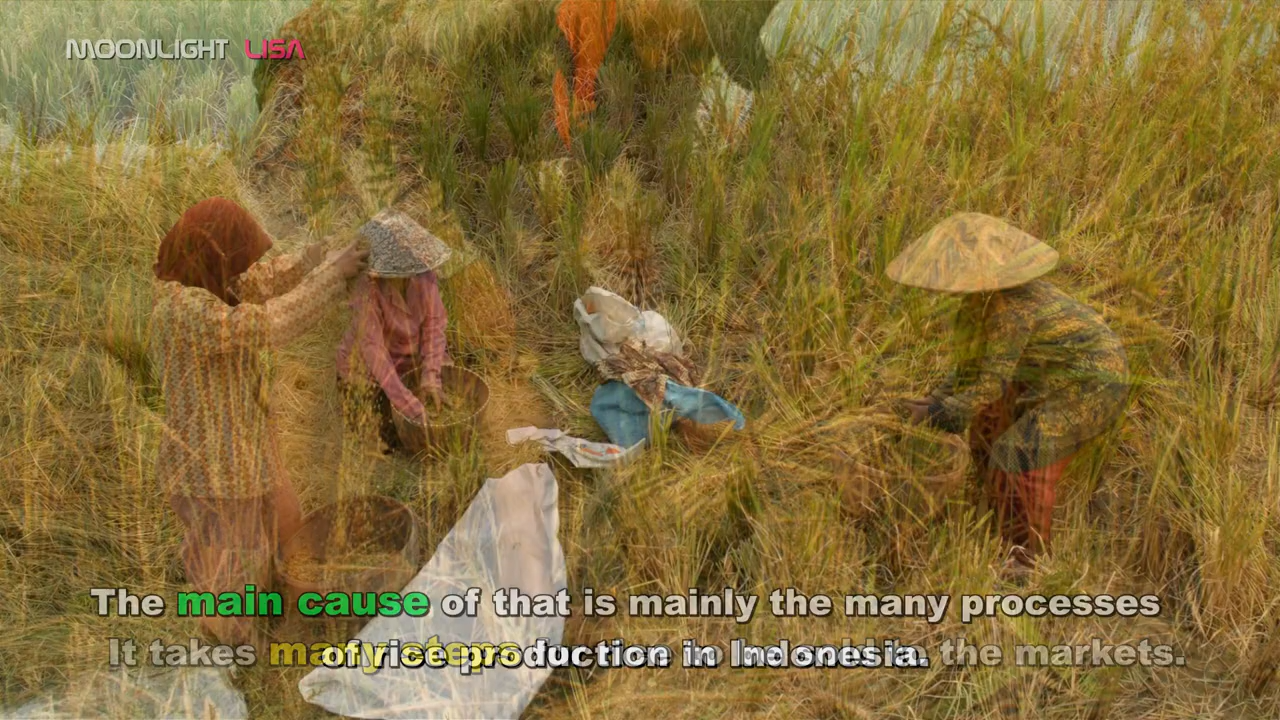 MOONLIGHT LISA
The main cause of that is mainly the many processes
of rice production in Indonesia.
It takes many steps the markets.